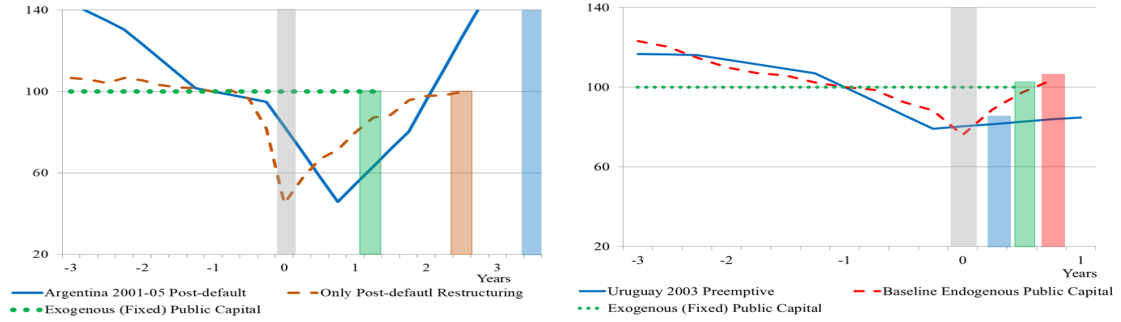 140
100
60
20
-3 -2 -1 0 1 2 3
Years
Argentina 2001-05 Post-default Only Post-defautl Restructuring
Exogenous (Fixed) Public Capital
140
100
60
20
-3 -2 -1 0 1
Years
Uruguay 2003 Preemptive Baseline Endogenous Public Capital
Exogenous (Fixed) Public Capital